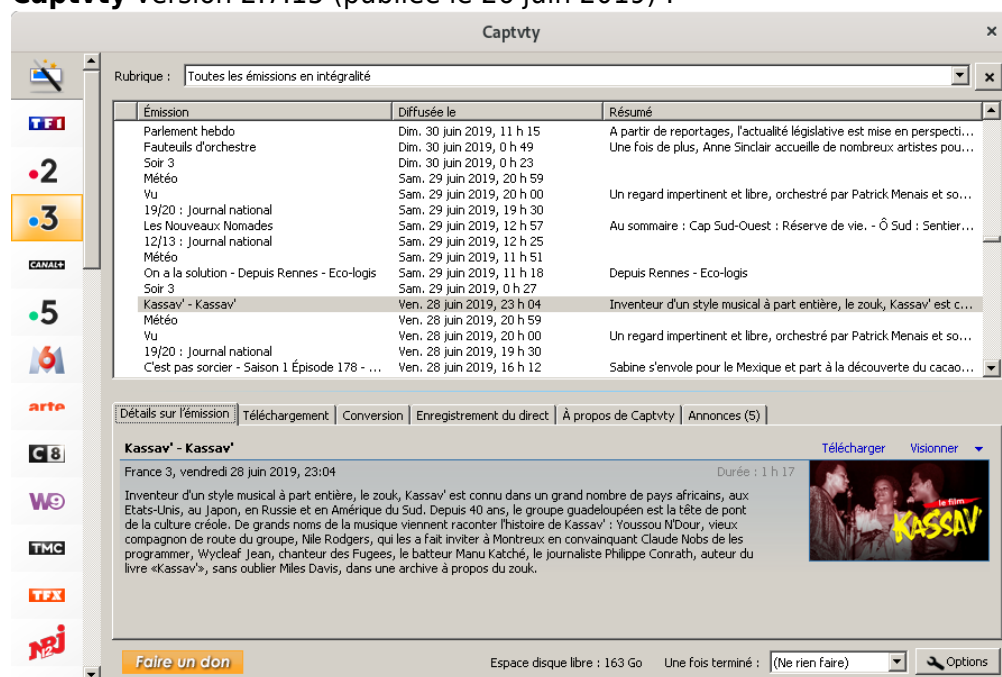 Captvty version 2.7.13 (publiée le 26 juin 2019) :
Captvty
Rubrique : Toutes les émissions en intégralité
Émission Diffusée le Résumé
Parlement hebdo Dim. 30 juin 2019, 11 h 15 A partir de reportages, l'actualité législative est mise en perspecti...
Fauteuils d'orchestre Dim. 30 juin 2019, 0 h 49 Une fois de plus, Anne Sinclair accueille de nombreux artistes pou...
Soir 3 Dim. 30 juin 2019, 0 h 23
Météo Sam. 29 juin 2019, 20 h 59
Vu Sam. 29 juin 2019, 20 h 00 Un regard impertinent et libre, orchestré par Patrick Menais et so...
19/20 : Journal national Sam. 29 juin 2019, 19 h 30
Les Nouveaux Nomades Sam. 29 juin 2019, 12 h 57 Au sommaire : Cap Sud-Ouest : Réserve de vie. - Ô Sud : Sentier...
12/13 : Journal national Sam. 29 juin 2019, 12 h 25
Météo Sam. 29 juin 2019, 11 h 51
On a la solution - Depuis Rennes - Eco-logis Sam. 29 juin 2019, 11 h 18 Depuis Rennes - Eco-logis
Soir 3 Sam. 29 juin 2019, 0 h 27
Kassav' - Kassav' Ven. 28 juin 2019, 23 h 04 Inventeur d'un style musical à part entière, le zouk, Kassav' est c...
Météo Ven. 28 juin 2019, 20 h 59
Vu Ven. 28 juin 2019, 20 h 00 Un regard impertinent et libre, orchestré par Patrick Menais et so...
19/20 : Journal national Ven. 28 juin 2019, 19 h 30
C'est pas sorcier - Saison 1 Épisode 178 - ... Ven. 28 juin 2019, 16 h 12 Sabine s'envole pour le Mexique et part à la découverte du cacao...
TF1
2
3
CANAL+
5
M6
arte
C8
W9
TMC
TFX
NRJ12
Détails sur l'émission Téléchargement Conversion Enregistrement du direct À propos de Captvty Annonces (5)
Kassav' - Kassav' Télécharger Visionner
France 3, vendredi 28 juin 2019, 23:04 Durée : 1 h 17
Inventeur d'un style musical à part entière, le zouk, Kassav' est connu dans un grand nombre de pays africains, aux
Etats-Unis, au Japon, en Russie et en Amérique du Sud. Depuis 40 ans, le groupe guadeloupéen est la tête de pont
de la culture créole. De grands noms de la musique viennent raconter l'histoire de Kassav' : Youssou N'Dour, vieux
compagnon de route du groupe, Nile Rodgers, qui les a fait inviter à Montreux en convainquant Claude Nobs de les
programmer, Wycleaf Jean, chanteur des Fugees, le batteur Manu Katché, le journaliste Philippe Conrath, auteur du
livre «Kassav'», sans oublier Miles Davis, dans une archive à propos du zouk.
le film
KASSAV'
Faire un don Espace disque libre : 163 Go Une fois terminé : (Ne rien faire) Options